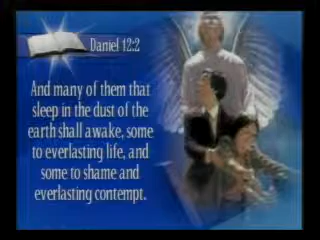 Daniel 12:2
And many of them that
sleep in the dust of the
earth shall awake, some
to everlasting life, and
some to shame and
everlasting contempt.